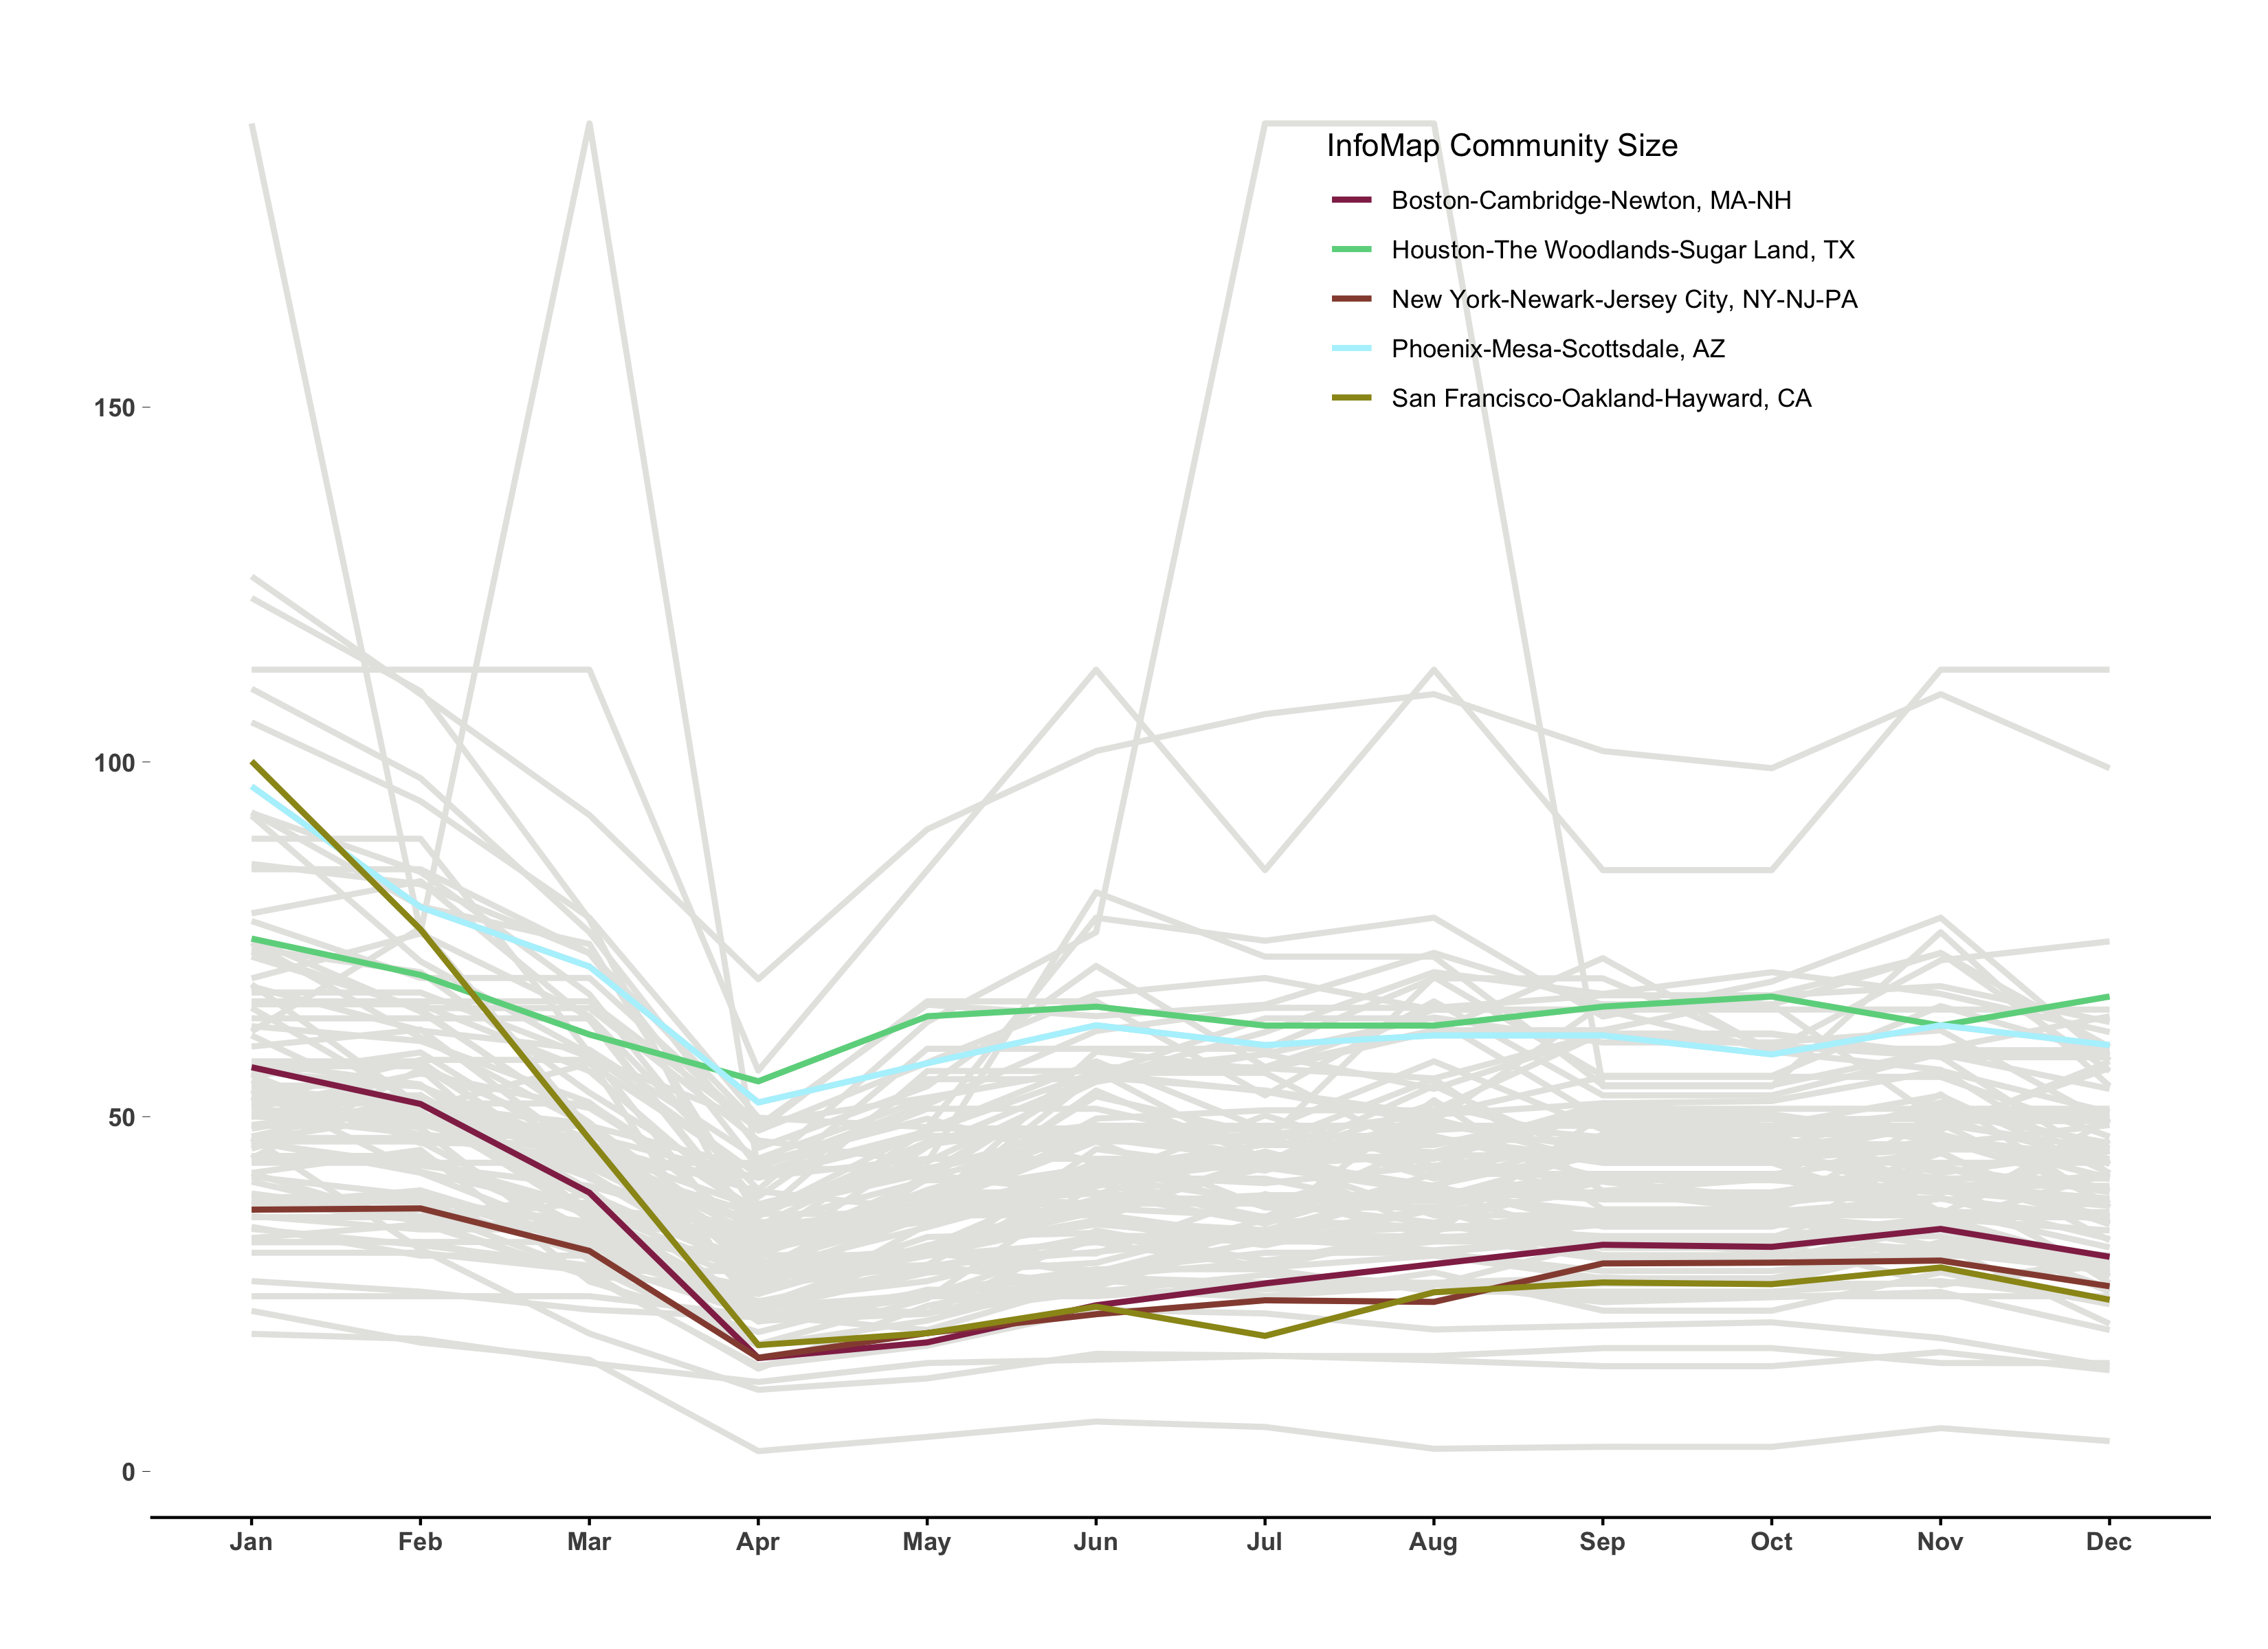 InfoMap Community Size
Boston-Cambridge-Newton, MA-NH
Houston-The Woodlands-Sugar Land, TX
New York-Newark-Jersey City, NY-NJ-PA
Phoenix-Mesa-Scottsdale, AZ
San Francisco-Oakland-Hayward, CA
150
100
50
0
Jan Feb Mar Apr May Jun Jul Aug Sep Oct Nov Dec